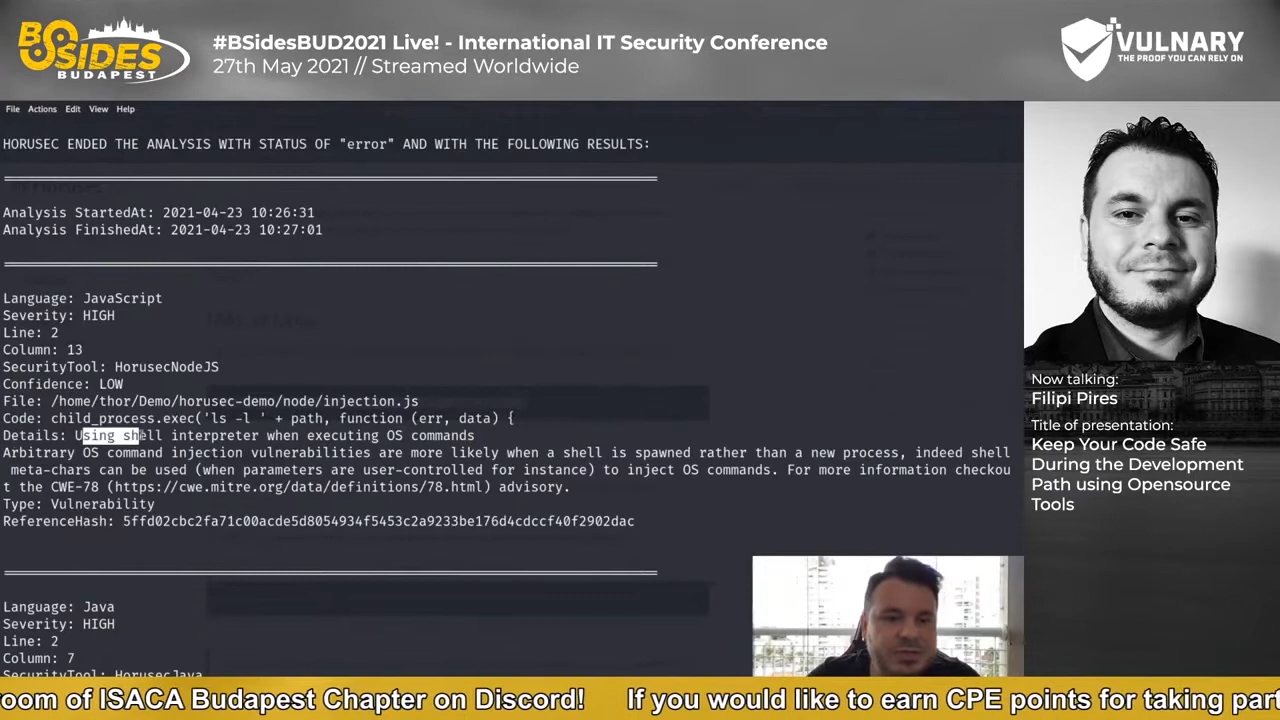 BSIDES
BUDAPEST
#BSidesBUD2021 Live! - International IT Security Conference
27th May 2021 // Streamed Worldwide
VULNARY
THE PROOF YOU CAN RELY ON
File Actions Edit View Help
HORUSEC ENDED THE ANALYSIS WITH STATUS OF "error" AND WITH THE FOLLOWING RESULTS:
Analysis StartedAt: 2021-04-23 10:26:31
Analysis FinishedAt: 2021-04-23 10:27:01
Language: JavaScript
Severity: HIGH
Line: 2
Column: 13
SecurityTool: HorusecNodeJS
Confidence: LOW
File: /home/thor/Demo/horusec-demo/node/injection.js
Code: child_process.exec('ls -l ' + path, function (err, data) {
Details: Using shell interpreter when executing OS commands
Arbitrary OS command injection vulnerabilities are more likely when a shell is spawned rather than a new process, indeed shell
meta-chars can be used (when parameters are user-controlled for instance) to inject OS commands. For more information checkou
t the CWE-78 (https://cwe.mitre.org/data/definitions/78.html) advisory.
Type: Vulnerability
ReferenceHash: 5ffd02cbc2fa71c00acde5d8054934f5453c2a9233be176d4cdccf40f2902dac
Language: Java
Severity: HIGH
Line: 2
Column: 7
SecurityTool: HorusecJava
Now talking:
Filipi Pires
Title of presentation:
Keep Your Code Safe
During the Development
Path using Opensource
Tools
room of ISACA Budapest Chapter on Discord! If you would like to earn CPE points for taking part